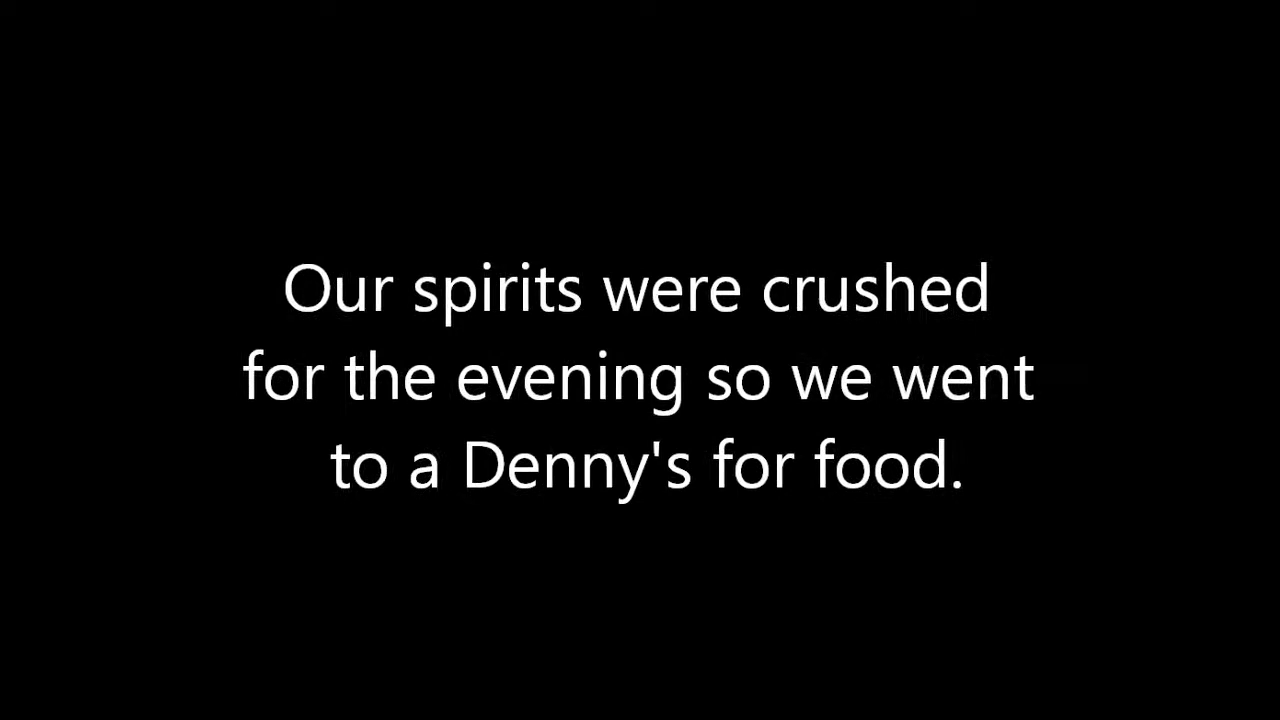 Our spirits were crushed
for the evening so we went
to a Denny's for food.